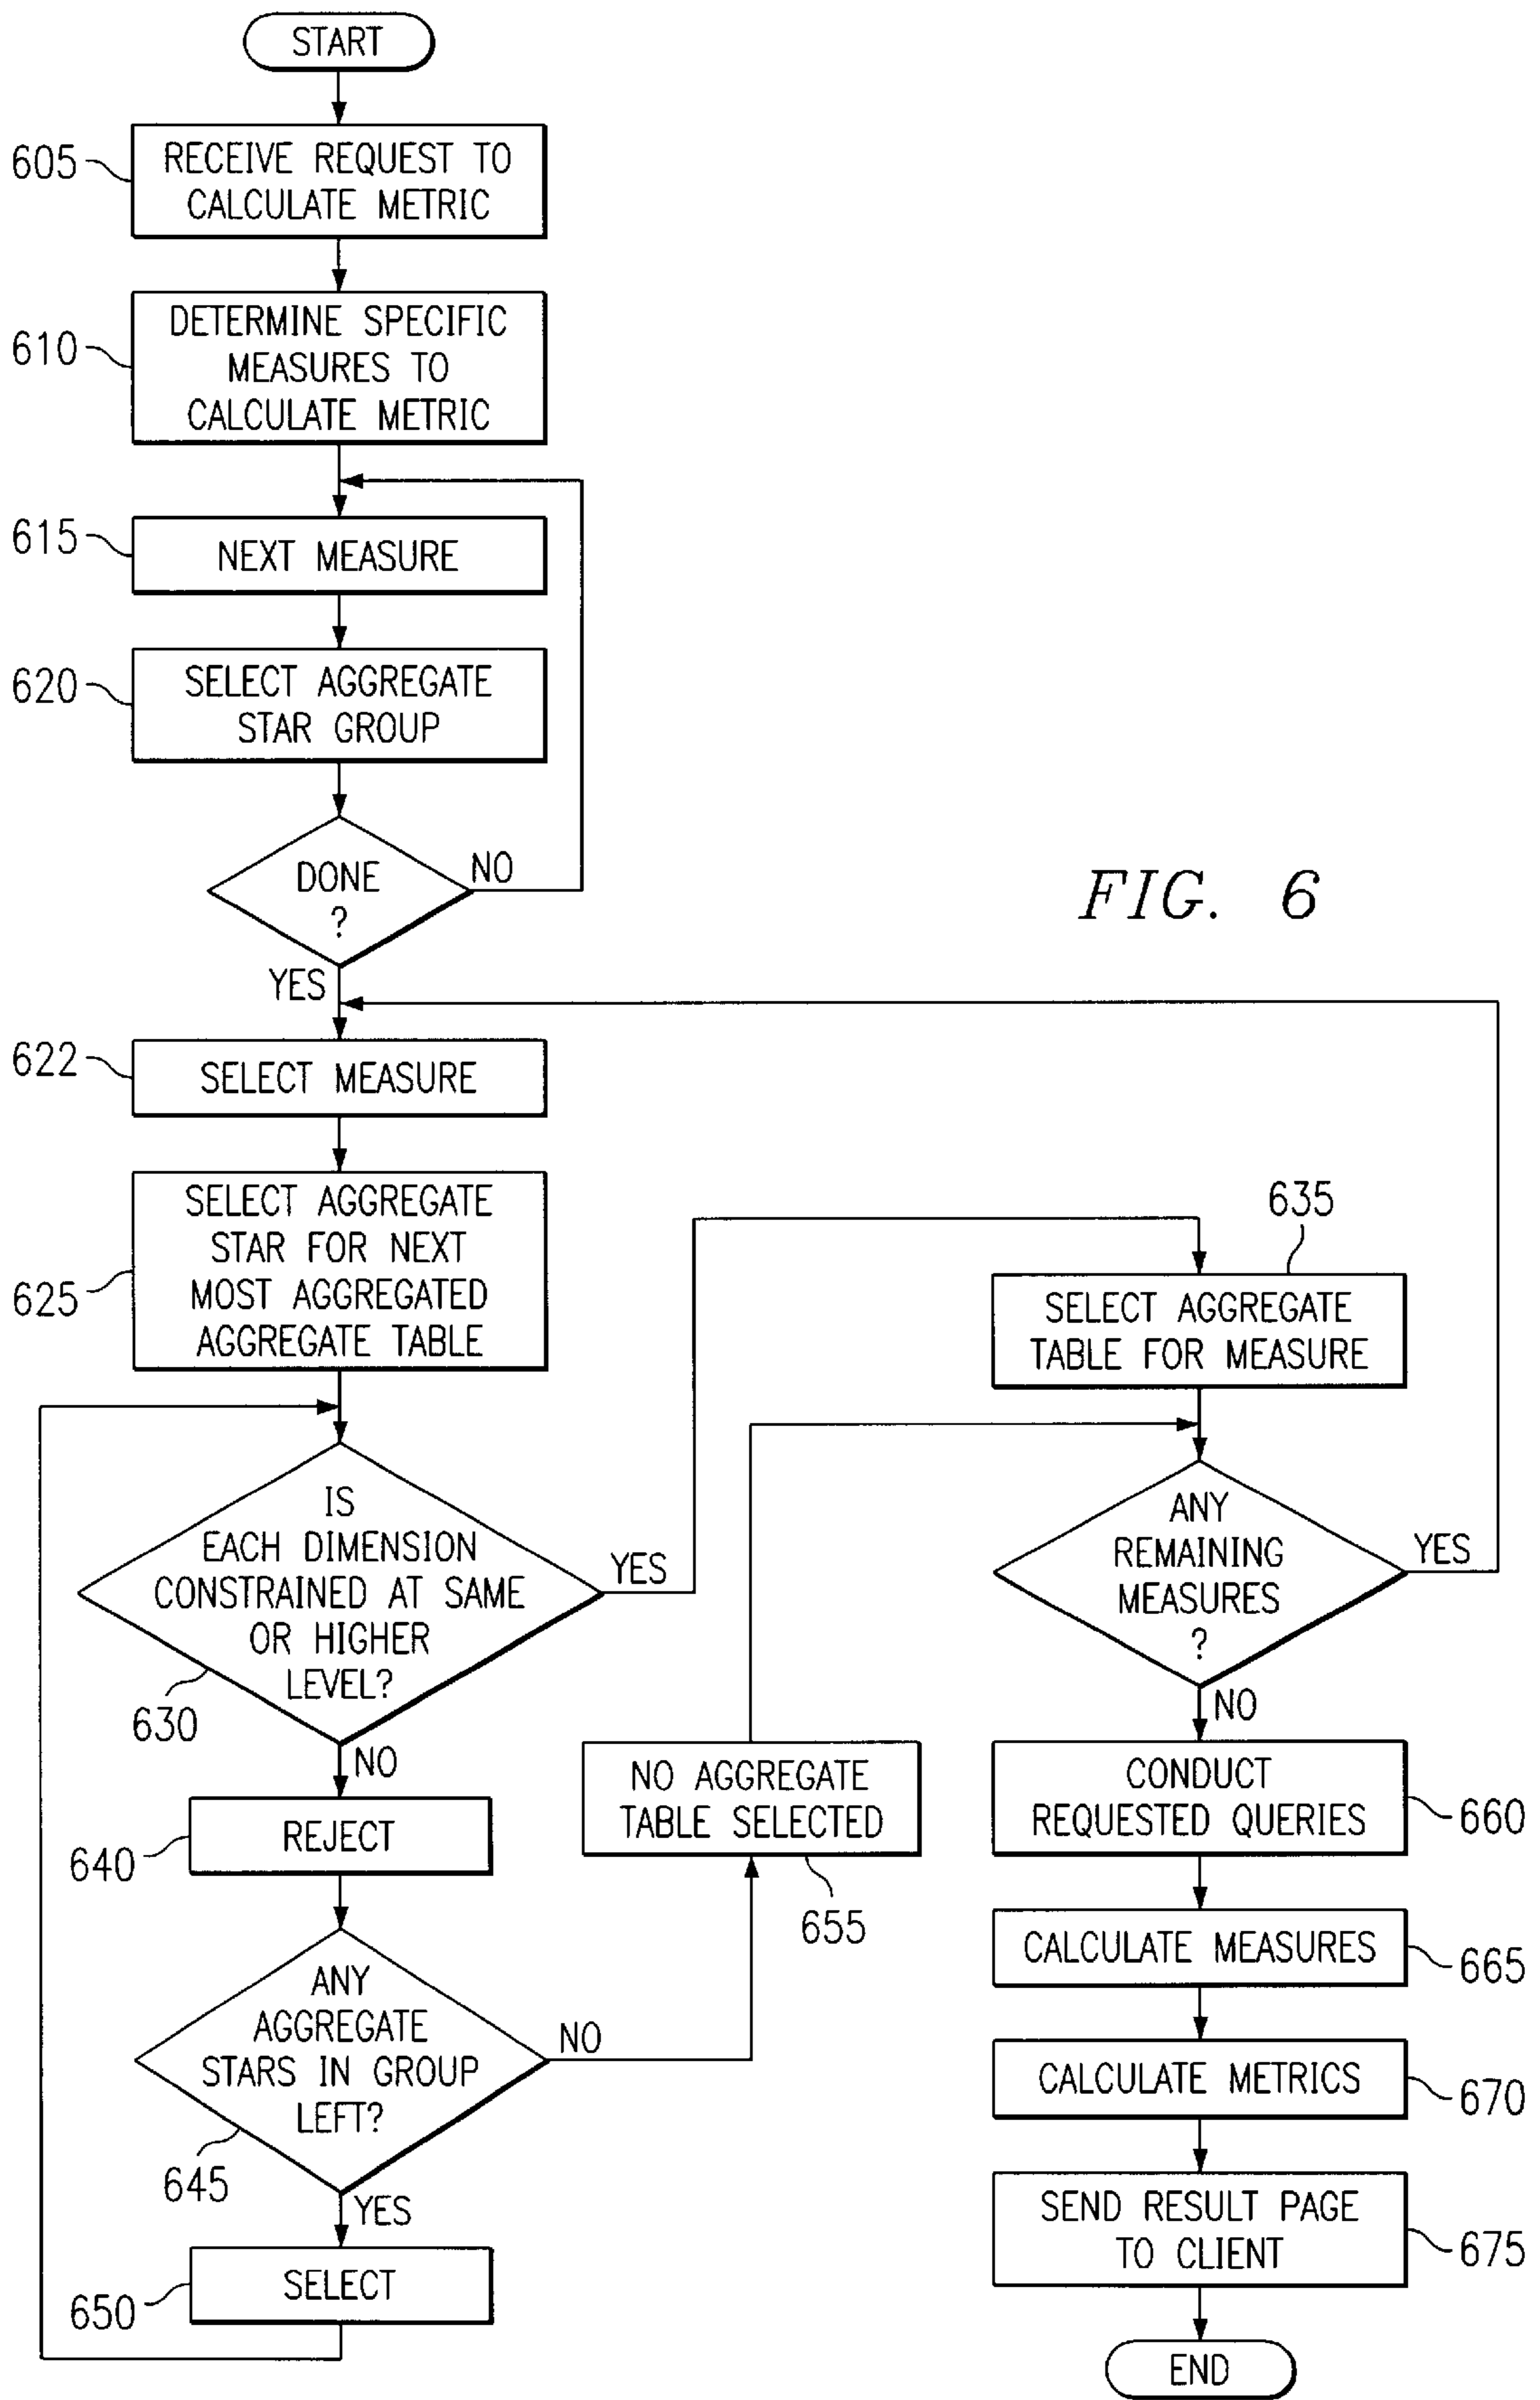 START
605
RECEIVE REQUEST TO
CALCULATE METRIC
610
DETERMINE SPECIFIC
MEASURES TO
CALCULATE METRIC
615
NEXT MEASURE
620
SELECT AGGREGATE
STAR GROUP
DONE
?
NO
YES
FIG. 6
622
SELECT MEASURE
625
SELECT AGGREGATE
STAR FOR NEXT
MOST AGGREGATED
AGGREGATE TABLE
IS
EACH DIMENSION
CONSTRAINED AT SAME
OR HIGHER
LEVEL?
630
YES
NO
640
REJECT
ANY
AGGREGATE
STARS IN GROUP
LEFT?
645
NO
YES
650
SELECT
NO AGGREGATE
TABLE SELECTED
655
635
SELECT AGGREGATE
TABLE FOR MEASURE
ANY
REMAINING
MEASURES
?
YES
NO
CONDUCT
REQUESTED QUERIES
660
CALCULATE MEASURES
665
CALCULATE METRICS
670
SEND RESULT PAGE
TO CLIENT
675
END